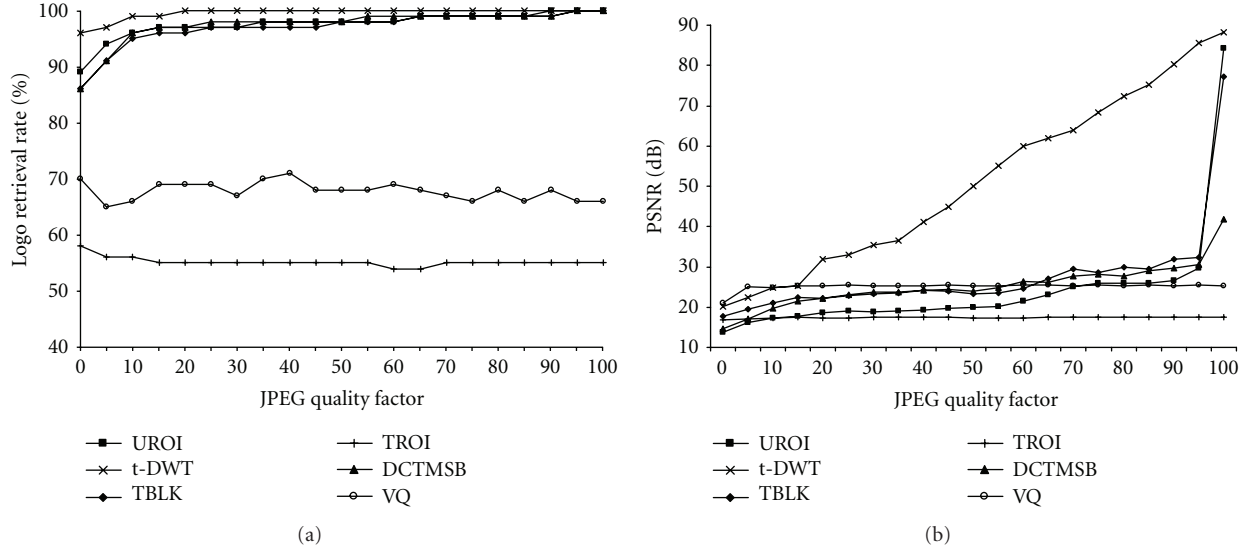 100
90
80
70
60
50
40
Logo retrieval rate (%)
0 10 20 30 40 50 60 70 80 90 100
JPEG quality factor
UROI
t-DWT
TBLK
TROI
DCTMSB
VQ
(a)
90
80
70
60
50
40
30
20
10
PSNR (dB)
0 10 20 30 40 50 60 70 80 90 100
JPEG quality factor
UROI
t-DWT
TBLK
TROI
DCTMSB
VQ
(b)